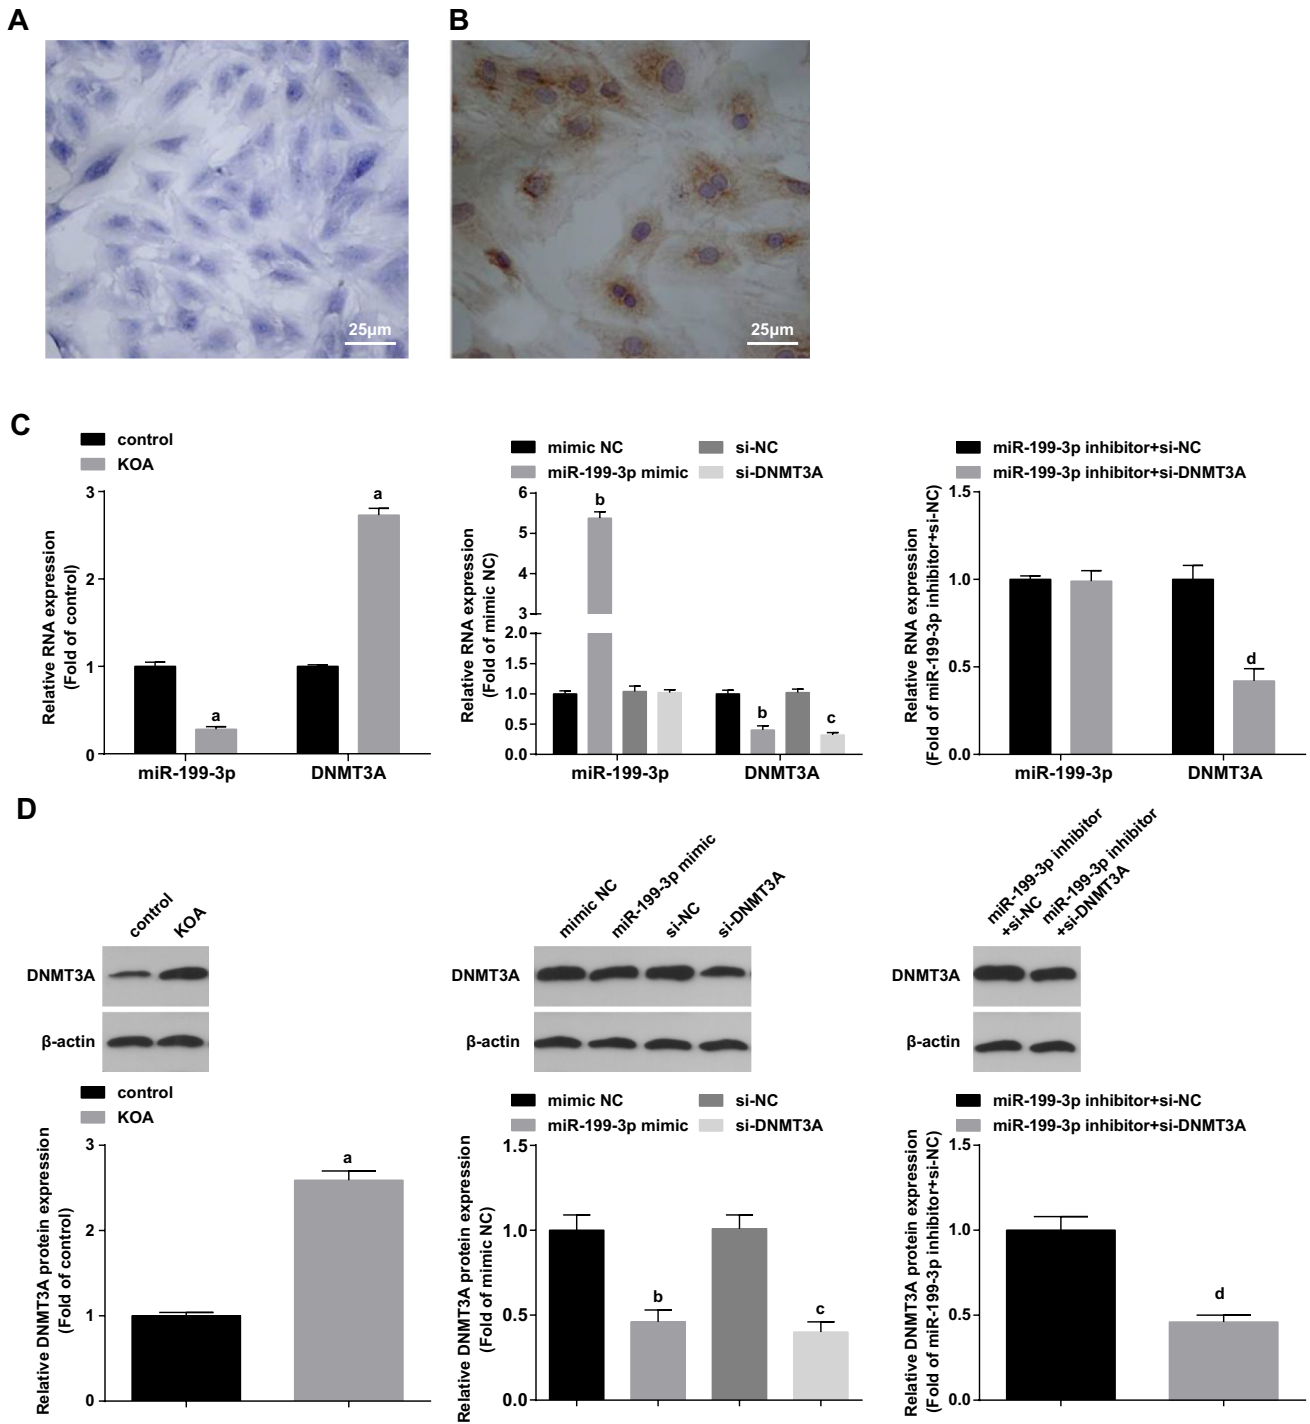 A
B
25μm
25μm
C
control
KOA
Relative RNA expression
(Fold of control)
3
2
1
0
a
a
miR-199-3p
DNMT3A
mimic NC
si-NC
miR-199-3p mimic
si-DNMT3A
Relative RNA expression
(Fold of mimic NC)
6
5
4
3
2.0
1.5
1.0
0.5
0.0
b
b
c
miR-199-3p
DNMT3A
miR-199-3p inhibitor+si-NC
miR-199-3p inhibitor+si-DNMT3A
Relative RNA expression
(Fold of miR-199-3p inhibitor+si-NC)
1.5
1.0
0.5
0.0
d
miR-199-3p
DNMT3A
D
control
KOA
DNMT3A
β-actin
mimic NC
miR-199-3p mimic
si-NC
si-DNMT3A
DNMT3A
β-actin
miR-199-3p inhibitor
+si-NC
miR-199-3p inhibitor
+si-DNMT3A
DNMT3A
β-actin
control
KOA
Relative DNMT3A protein expression
(Fold of control)
3
2
1
0
a
mimic NC
si-NC
miR-199-3p mimic
si-DNMT3A
Relative DNMT3A protein expression
(Fold of mimic NC)
1.5
1.0
0.5
0.0
b
c
miR-199-3p inhibitor+si-NC
miR-199-3p inhibitor+si-DNMT3A
Relative DNMT3A protein expression
(Fold of miR-199-3p inhibitor+si-NC)
1.5
1.0
0.5
0.0
d